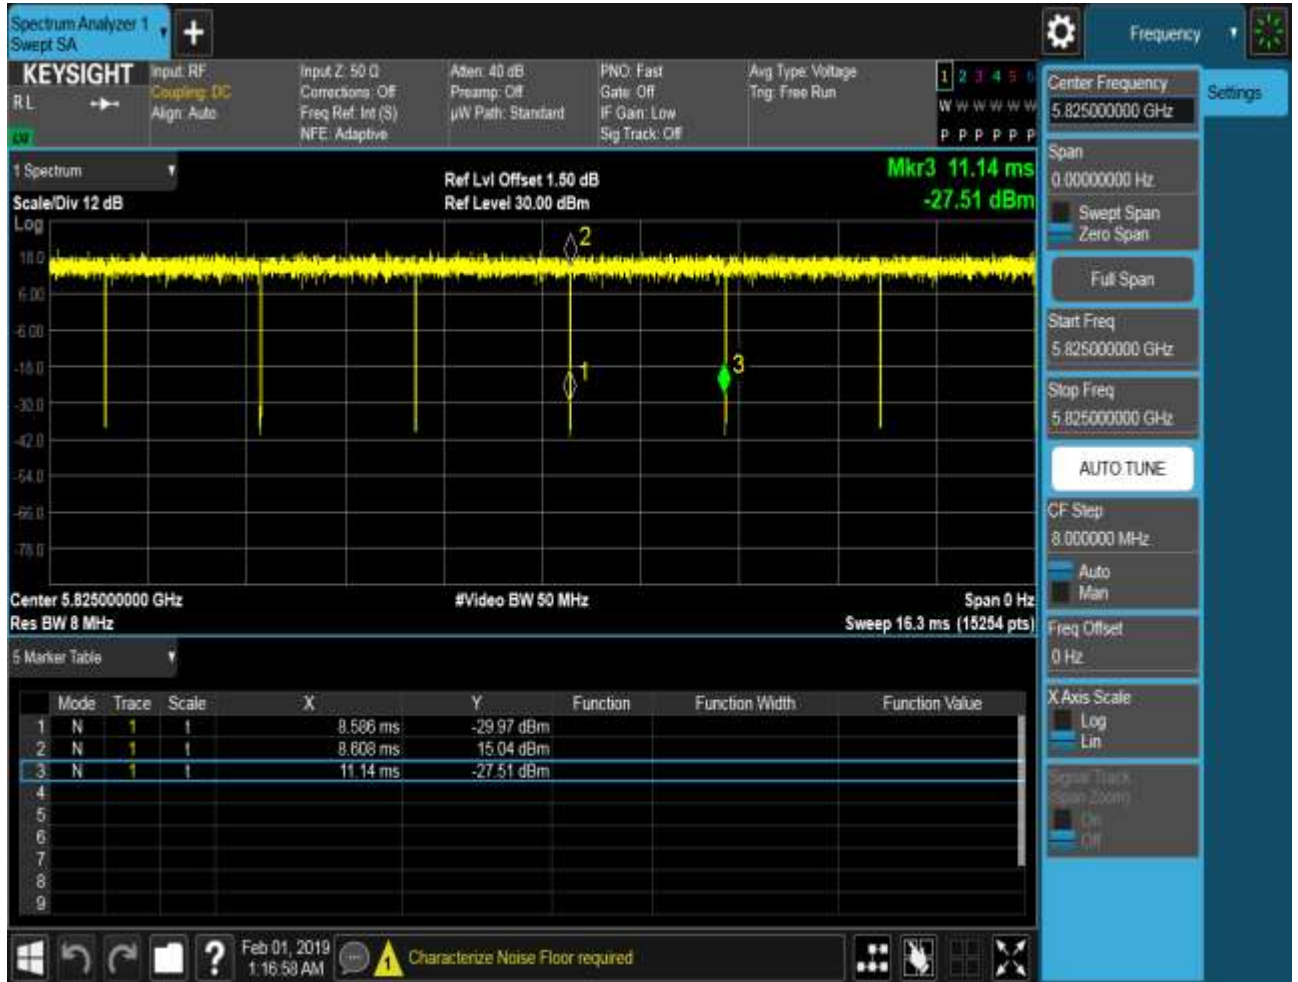 Spectrum Analyzer 1
Swept SA
Frequency
KEYSIGHT
RL
Input: RF
Coupling: DC
Align: Auto
Input Z: 50 Ω
Corrections: Off
Freq Ref: Int (S)
NFE: Adaptive
Atten: 40 dB
Preamp: Off
µW Path: Standard
PNO: Fast
Gate: Off
IF Gain: Low
Sig Track: Off
Avg Type: Voltage
Trig: Free Run
1 2 3 4 5 6
W W W W W W
P P P P P P
Center Frequency
5.825000000 GHz
Settings
1 Spectrum
Scale/Div 12 dB
Ref Lvl Offset 1.50 dB
Ref Level 30.00 dBm
Mkr3 11.14 ms
-27.51 dBm
Log
18.0
6.00
-6.00
-18.0
-30.0
-42.0
-54.0
-66.0
-78.0
2
1
3
Center 5.825000000 GHz
Res BW 8 MHz
#Video BW 50 MHz
Span 0 Hz
Sweep 16.3 ms (15254 pts)
Span
0.00000000 Hz
Swept Span
Zero Span
Full Span
Start Freq
5.825000000 GHz
Stop Freq
5.825000000 GHz
AUTO TUNE
CF Step
8.000000 MHz
Auto
Man
Freq Offset
0 Hz
X Axis Scale
Log
Lin
Signal Track
(Span Zoom)
On
Off
5 Marker Table
Mode Trace Scale X Y Function Function Width Function Value
1 N 1 t 8.586 ms -29.97 dBm
2 N 1 t 8.608 ms 15.04 dBm
3 N 1 t 11.14 ms -27.51 dBm
4
5
6
7
8
9
?
Feb 01, 2019
1:16:58 AM
1
Characterize Noise Floor required